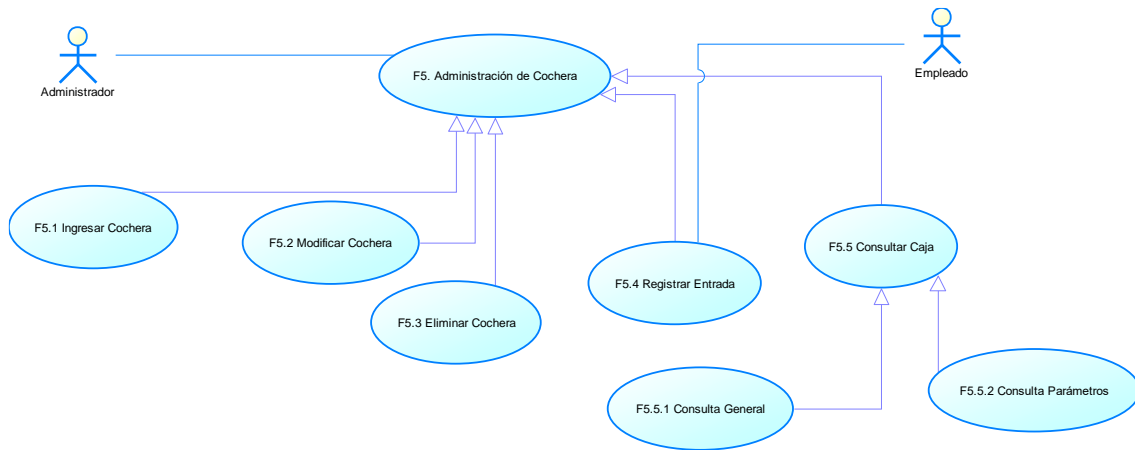 F5. Administración de Cochera
Administrador
Empleado
F5.1 Ingresar Cochera
F5.2 Modificar Cochera
F5.5 Consultar Caja
F5.4 Registrar Entrada
F5.3 Eliminar Cochera
F5.5.2 Consulta Parámetros
F5.5.1 Consulta General